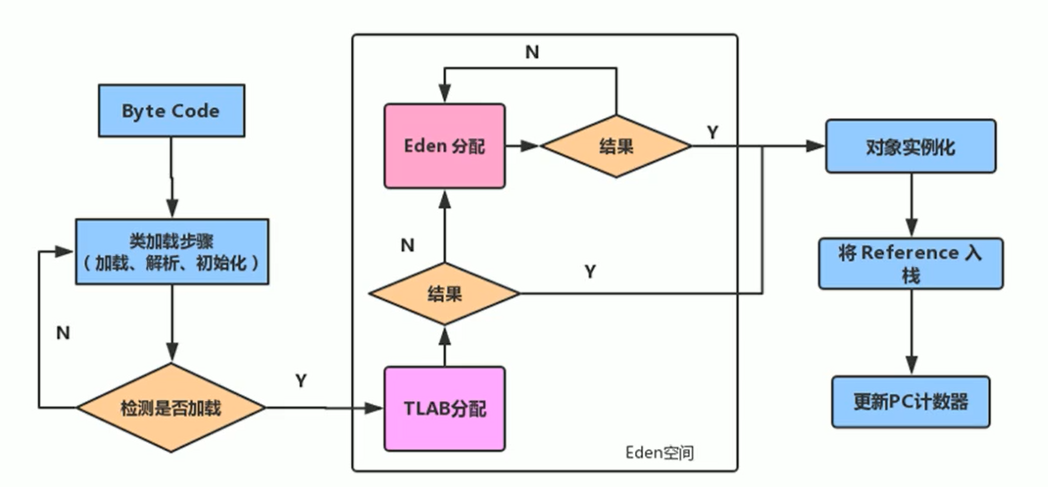 Byte Code
类加载步骤
（加载、解析、初始化）
N
检测是否加载
Y
N
Eden 分配
结果
Y
N
结果
Y
TLAB分配
Eden空间
对象实例化
将 Reference 入
栈
更新PC计数器